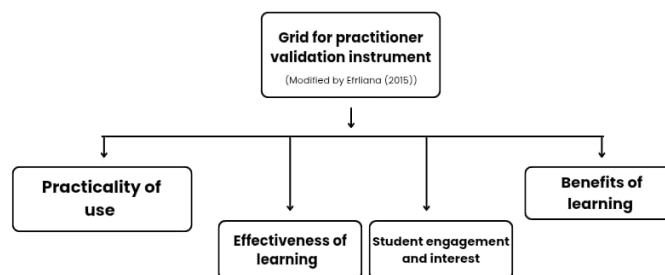 Grid for practitioner
validation instrument
(Modified by Efrliana (2015))
Practicality of
use
Effectiveness of
learning
Student engagement
and interest
Benefits of
learning